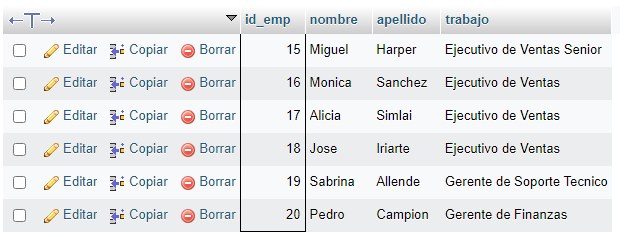 id_emp nombre apellido trabajo
Editar Copiar Borrar 15 Miguel Harper Ejecutivo de Ventas Senior
Editar Copiar Borrar 16 Monica Sanchez Ejecutivo de Ventas
Editar Copiar Borrar 17 Alicia Simlai Ejecutivo de Ventas
Editar Copiar Borrar 18 Jose Iriarte Ejecutivo de Ventas
Editar Copiar Borrar 19 Sabrina Allende Gerente de Soporte Tecnico
Editar Copiar Borrar 20 Pedro Campion Gerente de Finanzas